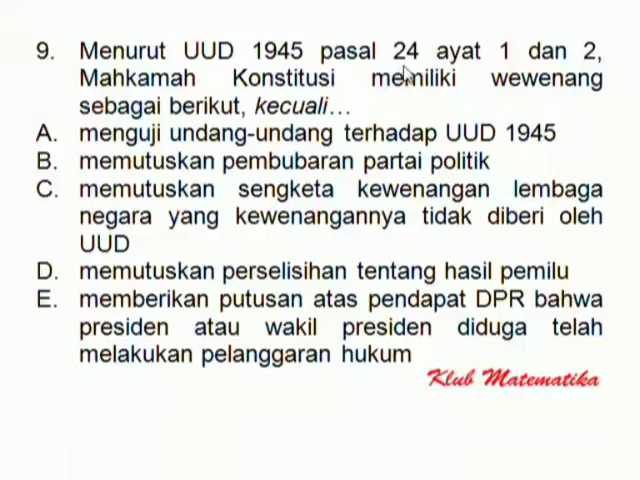 9. Menurut UUD 1945 pasal 24 ayat 1 dan 2,
Mahkamah Konstitusi memiliki wewenang
sebagai berikut, kecuali…
A. menguji undang-undang terhadap UUD 1945
B. memutuskan pembubaran partai politik
C. memutuskan sengketa kewenangan lembaga
negara yang kewenangannya tidak diberi oleh
UUD
D. memutuskan perselisihan tentang hasil pemilu
E. memberikan putusan atas pendapat DPR bahwa
presiden atau wakil presiden diduga telah
melakukan pelanggaran hukum
Klub Matematika